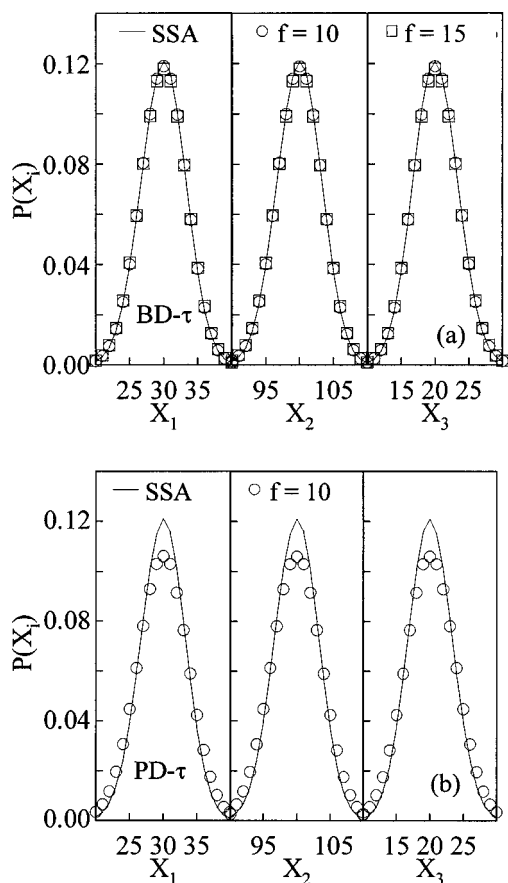 — SSA ○ f = 10 □ f = 15
P(Xᵢ)
0.12
0.08
0.04
0.00
BD-τ
(a)
25 30 35 95 105 15 20 25
X₁ X₂ X₃
— SSA ○ f = 10
P(Xᵢ)
0.12
0.08
0.04
0.00
PD-τ
(b)
25 30 35 95 105 15 20 25
X₁ X₂ X₃